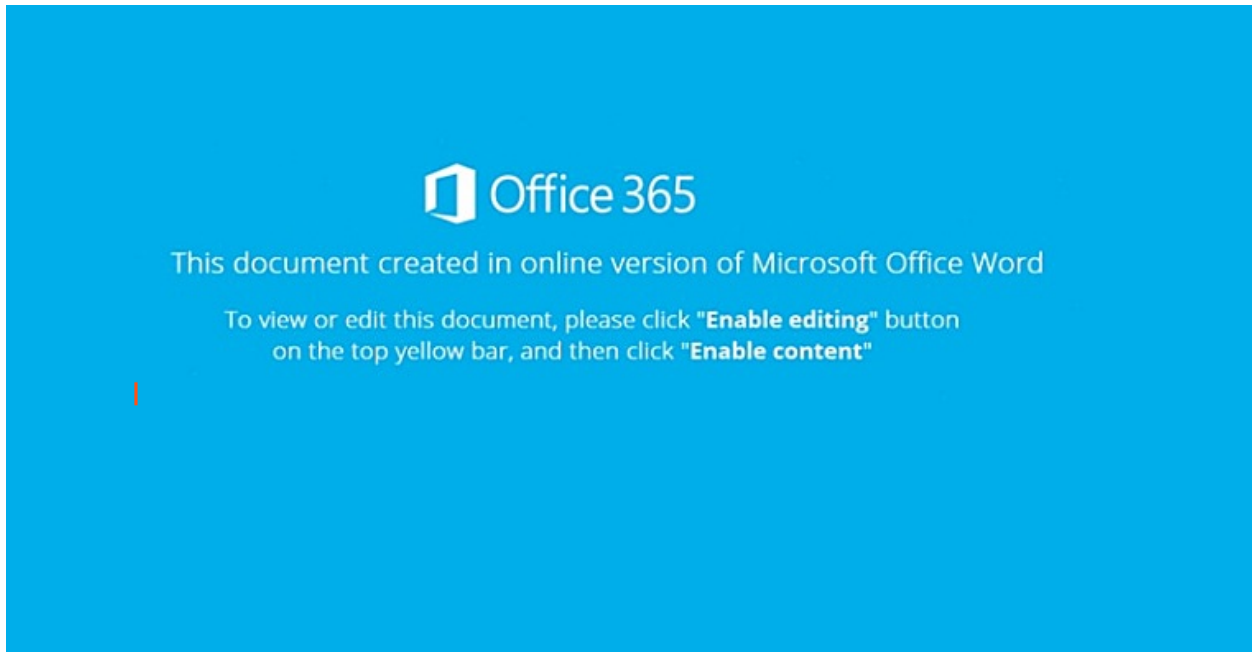 Office 365
This document created in online version of Microsoft Office Word
To view or edit this document, please click "Enable editing" button
on the top yellow bar, and then click "Enable content"